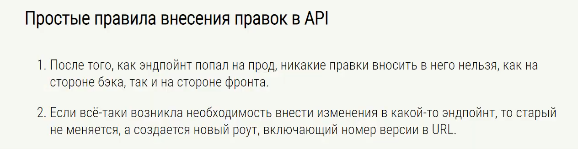 Простые правила внесения правок в API
1. После того, как эндпойнт попал на прод, никакие правки вносить в него нельзя, как на
стороне бэка, так и на стороне фронта.
2. Если всё-таки возникла необходимость внести изменения в какой-то эндпойнт, то старый
не меняется, а создается новый роут, включающий номер версии в URL.